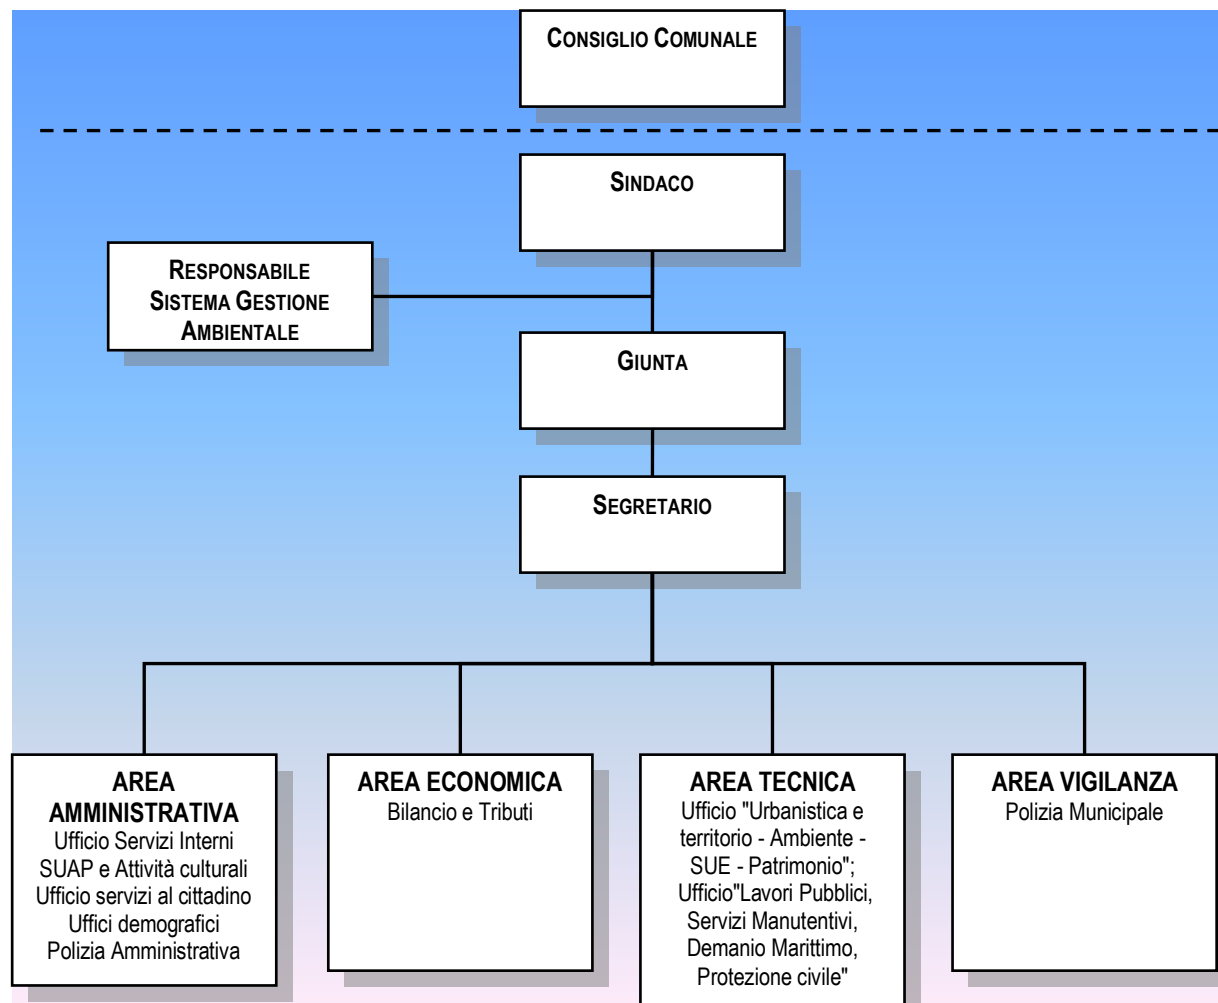 CONSIGLIO COMUNALE
SINDACO
RESPONSABILE
SISTEMA GESTIONE
AMBIENTALE
GIUNTA
SEGRETARIO
AREA
AMMINISTRATIVA
Ufficio Servizi Interni
SUAP e Attività culturali
Ufficio servizi al cittadino
Uffici demografici
Polizia Amministrativa
AREA ECONOMICA
Bilancio e Tributi
AREA TECNICA
Ufficio "Urbanistica e
territorio - Ambiente -
SUE - Patrimonio";
Ufficio"Lavori Pubblici,
Servizi Manutentivi,
Demanio Marittimo,
Protezione civile"
AREA VIGILANZA
Polizia Municipale